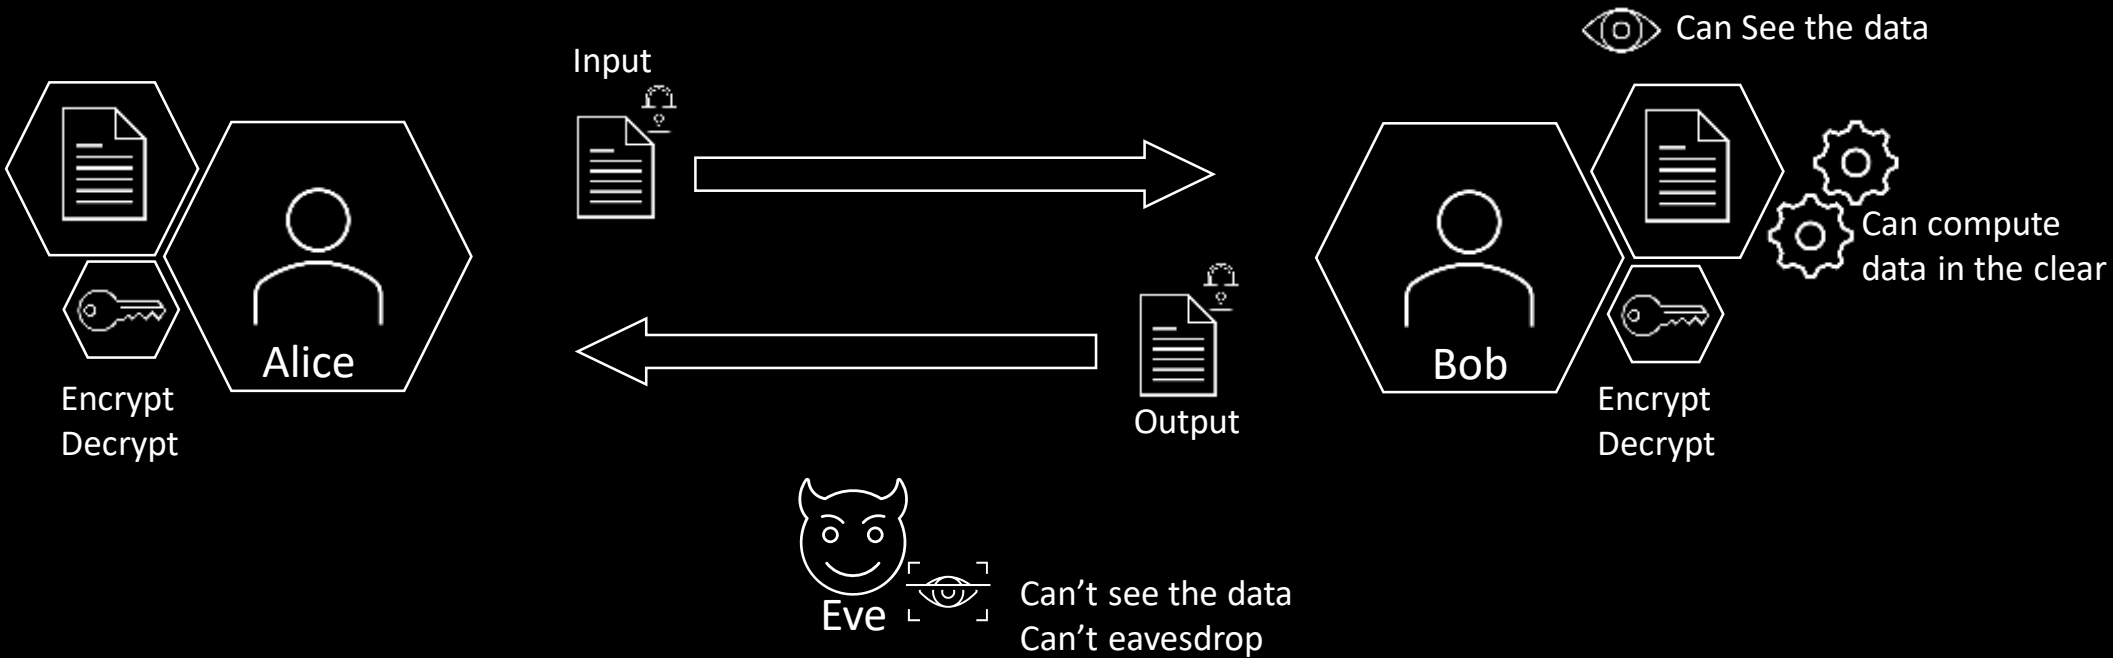 Can See the data
Input
Can compute
data in the clear
Alice
Bob
Encrypt
Decrypt
Output
Encrypt
Decrypt
Eve
Can’t see the data
Can’t eavesdrop